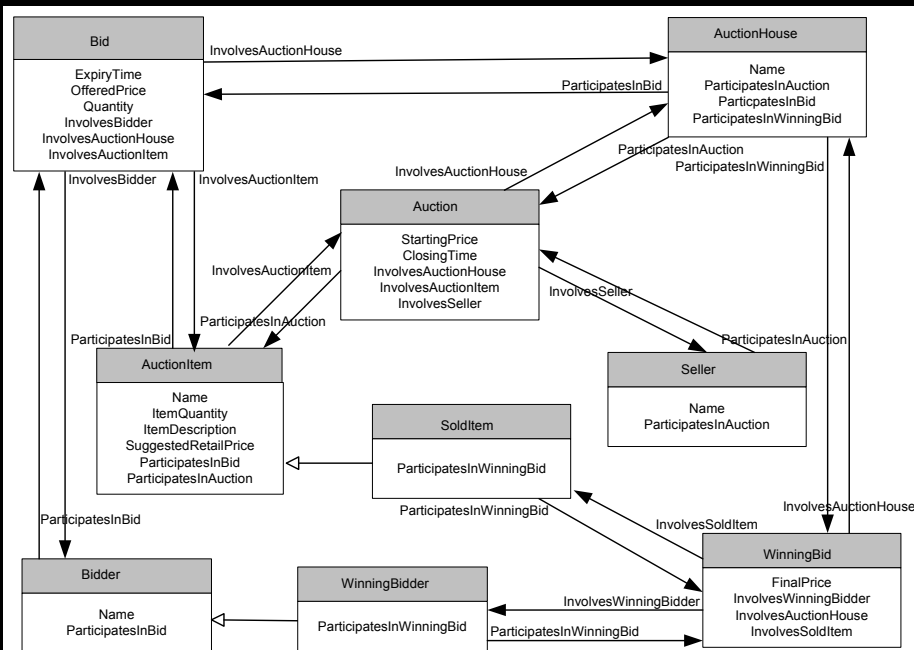 Bid
ExpiryTime
OfferedPrice
Quantity
InvolvesBidder
InvolvesAuctionHouse
InvolvesAuctionItem
InvolvesAuctionHouse
ParticipatesInBid
AuctionHouse
Name
ParticipatesInAuction
ParticpatesInBid
ParticipatesInWinningBid
InvolvesBidder
InvolvesAuctionItem
InvolvesAuctionHouse
ParticipatesInAuction
ParticipatesInWinningBid
Auction
StartingPrice
ClosingTime
InvolvesAuctionHouse
InvolvesAuctionItem
InvolvesSeller
InvolvesAuctionItem
ParticipatesInAuction
InvolvesSeller
ParticipatesInAuction
ParticipatesInBid
AuctionItem
Name
ItemQuantity
ItemDescription
SuggestedRetailPrice
ParticipatesInBid
ParticipatesInAuction
Seller
Name
ParticipatesInAuction
SoldItem
ParticipatesInWinningBid
ParticipatesInWinningBid
InvolvesSoldItem
InvolvesAuctionHouse
ParticipatesInBid
Bidder
Name
ParticipatesInBid
WinningBidder
ParticipatesInWinningBid
InvolvesWinningBidder
ParticipatesInWinningBid
WinningBid
FinalPrice
InvolvesWinningBidder
InvolvesAuctionHouse
InvolvesSoldItem